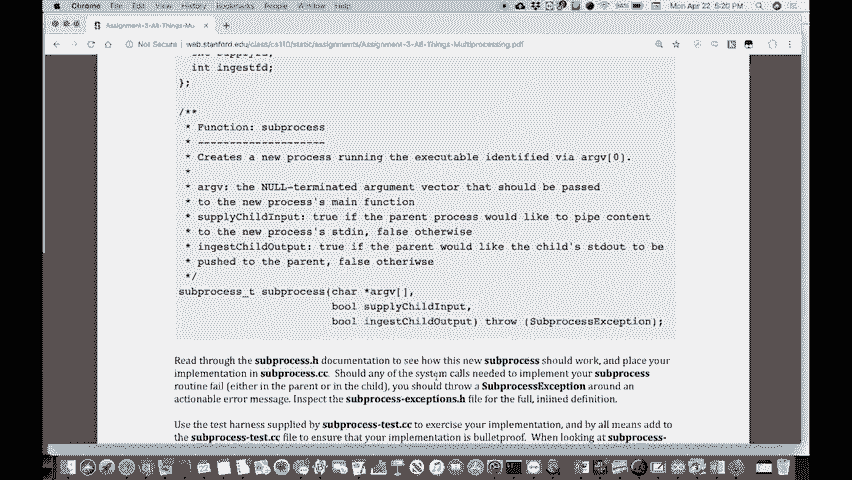 Chrome File Edit View History Bookmarks People Window Help
94% Mon Apr 22 5:20 PM
Assignment-3-All-Things-Mu
Not Secure | web.stanford.edu/class/cs110/static/assignments/Assignment-3-All-Things-Multiprocessing.pdf
int ingestfd;
};
/**
* Function: subprocess
* --------------------
* Creates a new process running the executable identified via argv[0].
*
* argv: the NULL-terminated argument vector that should be passed
* to the new process's main function
* supplyChildInput: true if the parent process would like to pipe content
* to the new process's stdin, false otherwise
* ingestChildOutput: true if the parent would like the child's stdout to be
* pushed to the parent, false otheriwse
*/
subprocess_t subprocess(char *argv[],
bool supplyChildInput,
bool ingestChildOutput) throw (SubprocessException);
Read through the subprocess.h documentation to see how this new subprocess should work, and place your
implementation in subprocess.cc. Should any of the system calls needed to implement your subprocess
routine fail (either in the parent or in the child), you should throw a SubprocessException around an
actionable error message. Inspect the subprocess-exceptions.h file for the full, inlined definition.
Use the test harness supplied by subprocess-test.cc to exercise your implementation, and by all means add to
the subprocess-test.cc file to ensure that your implementation is bulletproof. When looking at subprocess-